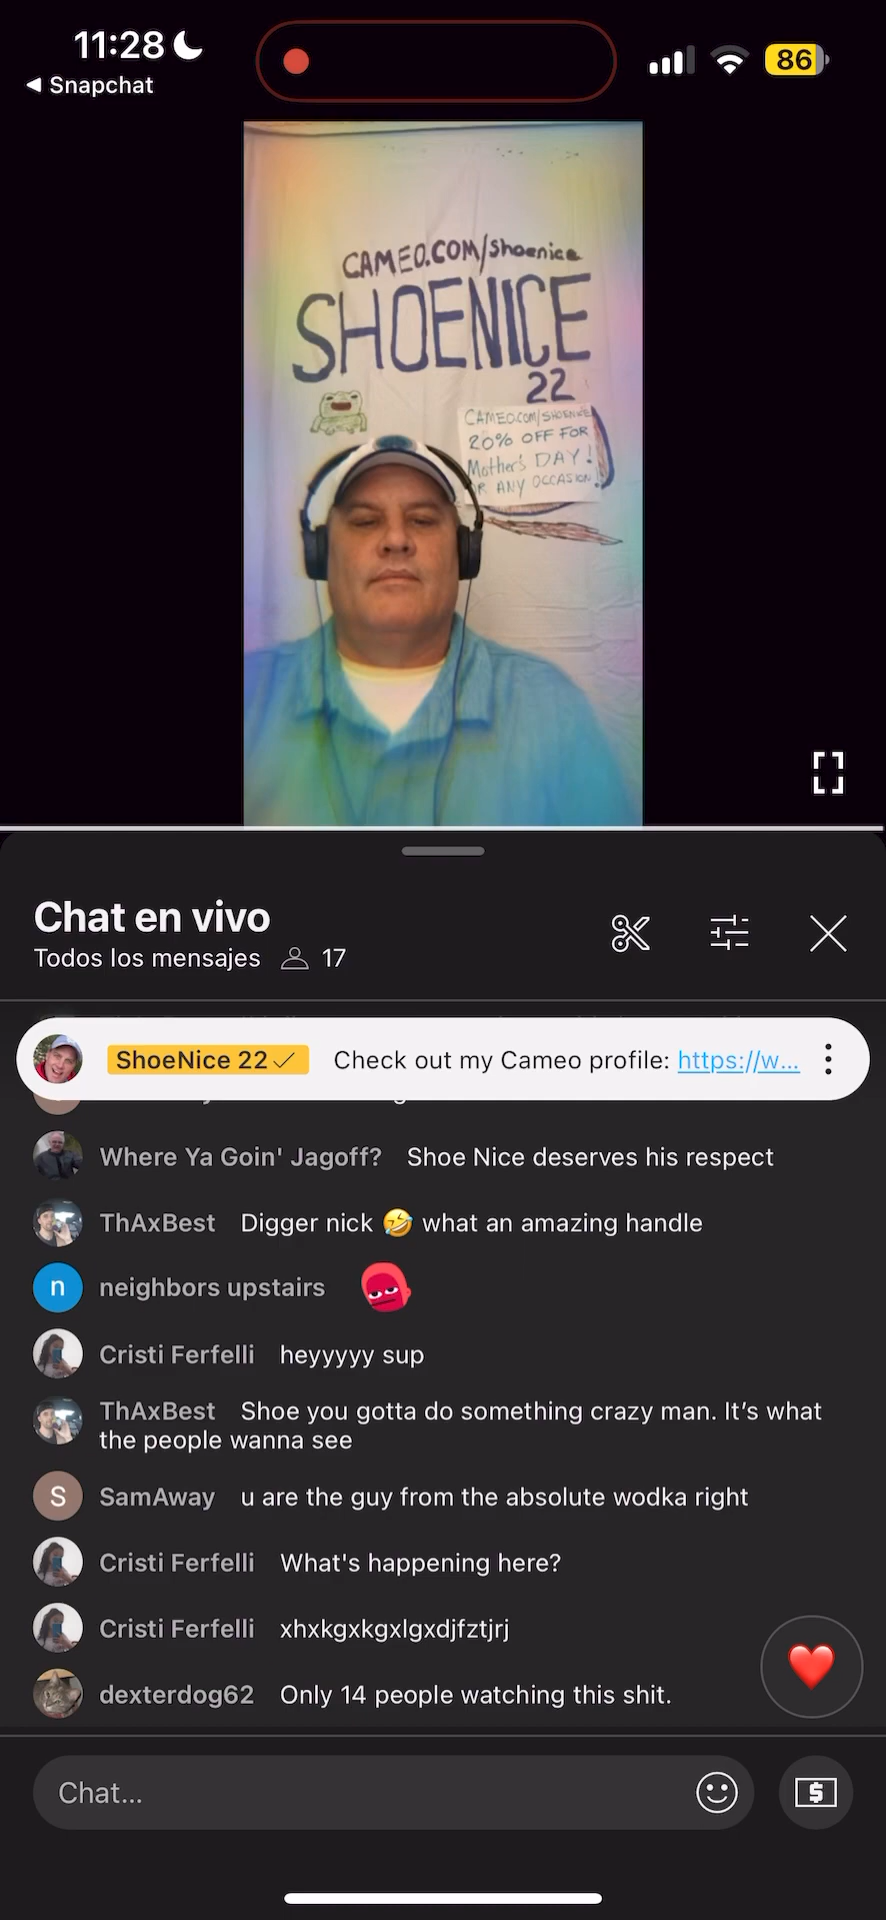 11:28
86
Snapchat
CAMEO.COM/shoenice
SHOENICE
22
CAMEO.COM/SHOENICE
20% OFF FOR
Mother's DAY!
R ANY OCCASION!
Chat en vivo
Todos los mensajes 17
ShoeNice 22 Check out my Cameo profile: https://w...
Where Ya Goin' Jagoff? Shoe Nice deserves his respect
ThAxBest Digger nick 🤣 what an amazing handle
n neighbors upstairs
Cristi Ferfelli heyyyyy sup
ThAxBest Shoe you gotta do something crazy man. It’s what
the people wanna see
S SamAway u are the guy from the absolute wodka right
Cristi Ferfelli What's happening here?
Cristi Ferfelli xhxkgxkgxlgxdjfztjrj
dexterdog62 Only 14 people watching this shit.
Chat...
$